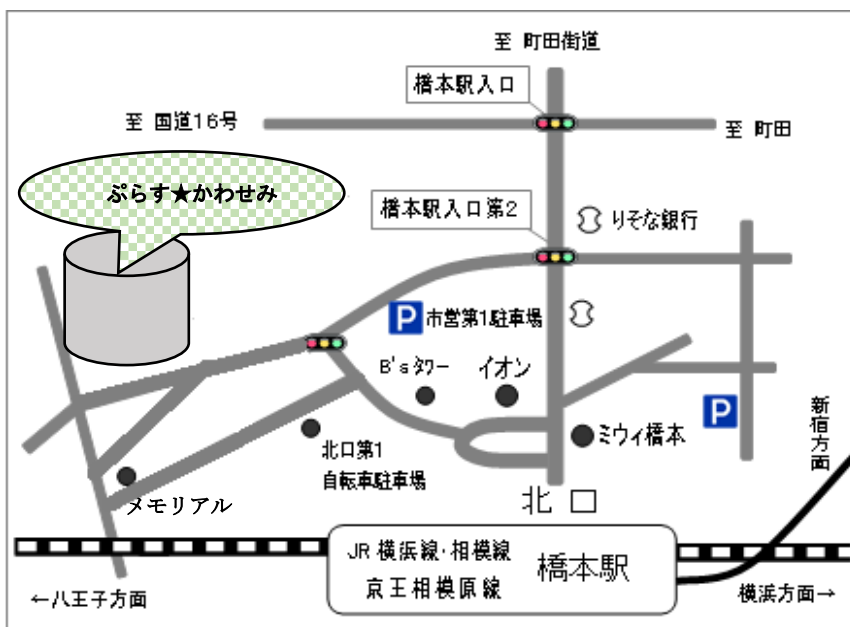 至 町田街道
橋本駅入口
至 国道16号
至 町田
ぷらす★かわせみ
橋本駅入口第2
りそな銀行
P 市営第1駐車場
B'sタワー
イオン
P
新宿方面
ミウィ橋本
北口第1
自転車駐車場
メモリアル
北 口
JR 横浜線・相模線
京王相模原線
橋本駅
←八王子方面
横浜方面→